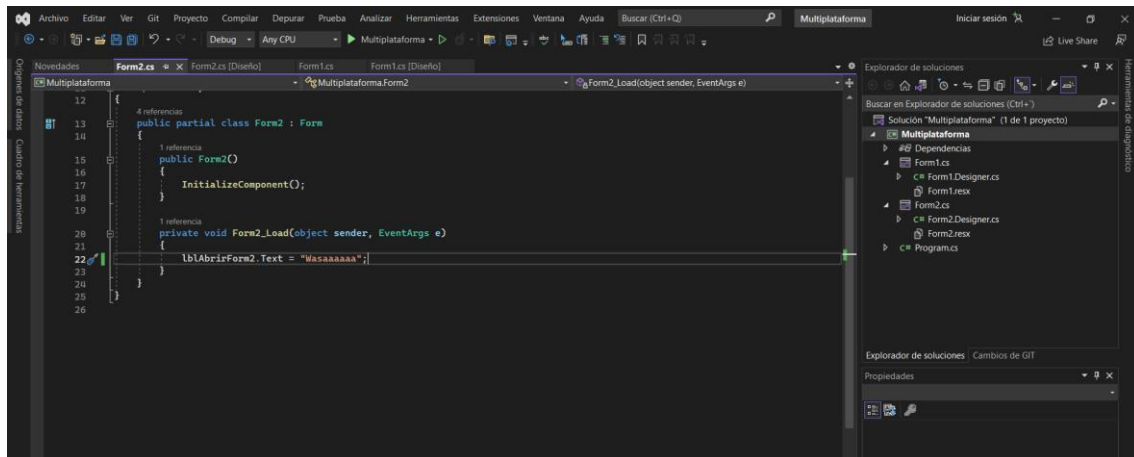 Archivo Editar Ver Git Proyecto Compilar Depurar Prueba Analizar Herramientas Extensiones Ventana Ayuda Buscar (Ctrl+Q) Multiplataforma Iniciar sesión
Debug Any CPU Multiplataforma Live Share
Orígenes de datos
Cuadro de herramientas
Novedades Form2.cs Form2.cs [Diseño] Form1.cs Form1.cs [Diseño]
Multiplataforma Multiplataforma.Form2 Form2_Load(object sender, EventArgs e)
12 {
4 referencias
13 public partial class Form2 : Form
14 {
1 referencia
15 public Form2()
16 {
17 InitializeComponent();
18 }
19
1 referencia
20 private void Form2_Load(object sender, EventArgs e)
21 {
22 lblAbrirForm2.Text = "Wasaaaaaa";
23 }
24 }
25 }
26
Explorador de soluciones
Buscar en Explorador de soluciones (Ctrl+´)
Solución "Multiplataforma" (1 de 1 proyecto)
Multiplataforma
Dependencias
Form1.cs
C# Form1.Designer.cs
Form1.resx
Form2.cs
C# Form2.Designer.cs
Form2.resx
C# Program.cs
Explorador de soluciones Cambios de GIT
Propiedades
Herramientas de diagnóstico